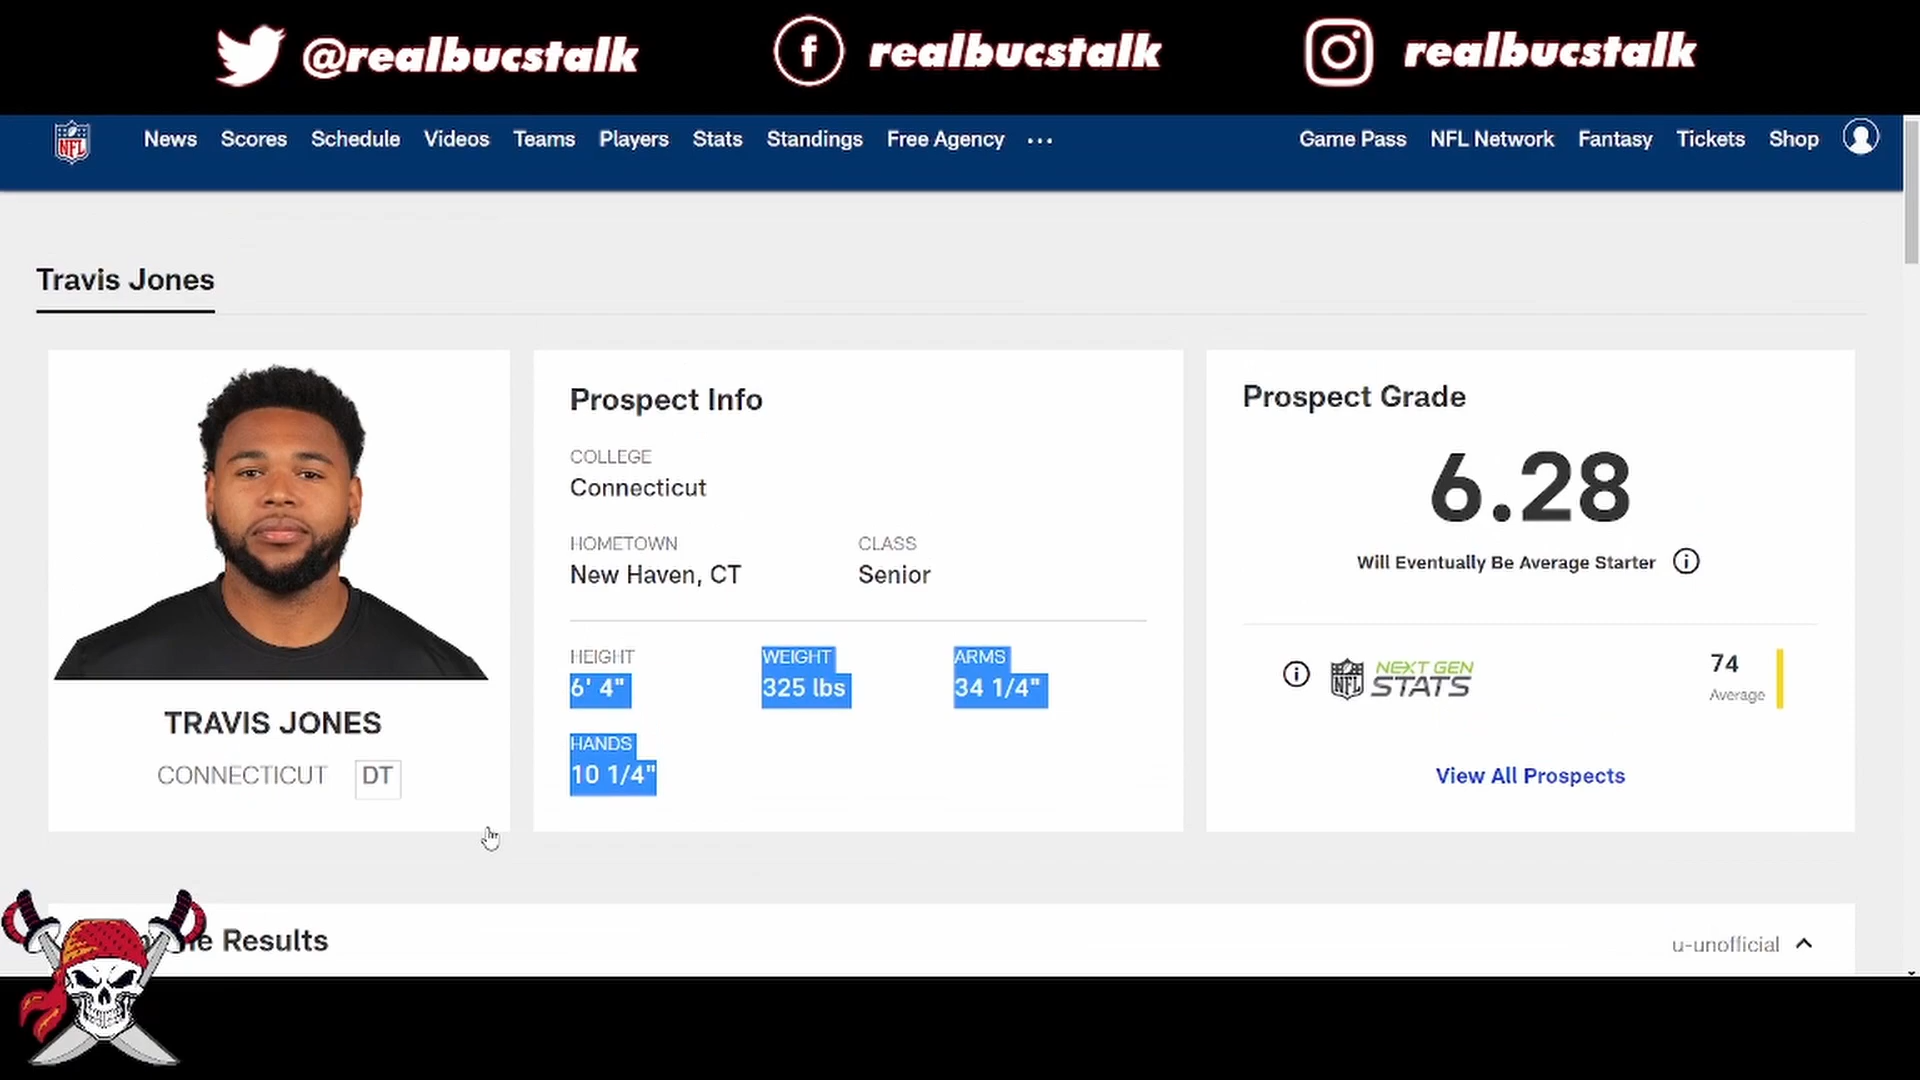 @realbucstalk
realbucstalk
realbucstalk
NFL
News Scores Schedule Videos Teams Players Stats Standings Free Agency ... Game Pass NFL Network Fantasy Tickets Shop
Travis Jones
TRAVIS JONES
CONNECTICUT DT
Prospect Info
COLLEGE
Connecticut
HOMETOWN CLASS
New Haven, CT Senior
HEIGHT WEIGHT ARMS
6' 4" 325 lbs 34 1/4"
HANDS
10 1/4"
Prospect Grade
6.28
Will Eventually Be Average Starter
NFL NEXT GEN STATS 74
Average
View All Prospects
Results u-unofficial